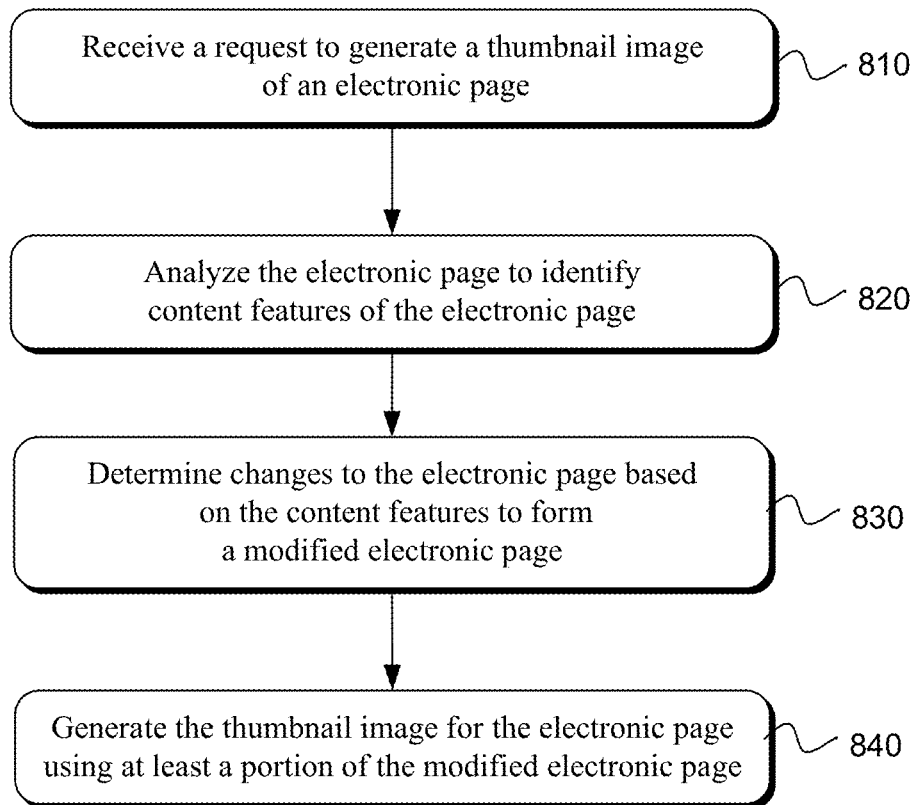 Receive a request to generate a thumbnail image
of an electronic page
810
Analyze the electronic page to identify
content features of the electronic page
820
Determine changes to the electronic page based
on the content features to form
a modified electronic page
830
Generate the thumbnail image for the electronic page
using at least a portion of the modified electronic page
840